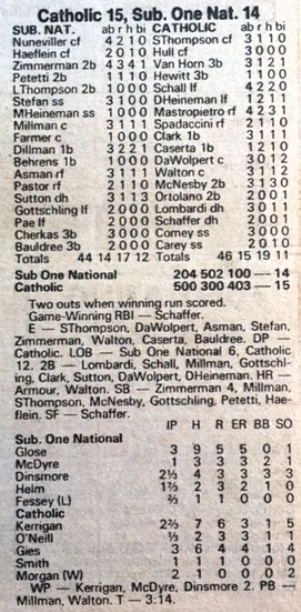 Catholic 15, Sub. One Nat. 14
SUB. NAT. ab r h bi CATHOLIC ab r h bi
Nuneviller cf 4 2 1 0 SThompson cf 3 1 1 0
Haeflein cf 2 0 1 0 Hull cf 3 0 0 0
Zimmerman 2b 4 3 4 1 Van Horn 3b 3 1 2 1
Petetti 2b 1 1 1 0 Hewitt 3b 1 1 0 0
LThompson 2b 1 0 0 0 Schall lf 4 2 2 0
Stefan ss 3 1 0 0 DHeineman lf 1 2 1 1
MHeineman ss 1 0 0 0 Mastropietro rf 4 2 3 1
Millman c 3 1 1 1 Spadaccini rf 2 1 1 0
Farmer c 1 0 0 0 Clark 1b 3 1 1 0
Dillman 1b 3 2 2 1 Caserta 1b 1 2 1 0
Behrens 1b 1 0 0 0 DaWolpert c 3 0 1 2
Asman rf 3 1 1 1 Walton c 3 1 1 2
Pastor rf 2 1 1 0 McNesby 2b 3 1 3 0
Sutton dh 3 1 1 3 Ortolano 2b 2 0 0 1
Gottschling lf 2 0 0 0 Lombardi dh 3 0 1 1
Pae lf 2 0 0 0 Schaffer dh 2 0 0 1
Cherkas 3b 3 0 0 0 Corney ss 3 0 0 0
Bauldree 3b 2 0 0 0 Carey ss 2 0 1 0
Totals 44 14 17 12 Totals 46 15 19 11
Sub One National 204 502 100 — 14
Catholic 500 300 403 — 15
Two outs when winning run scored.
Game-Winning RBI — Schaffer.
E — SThompson, DaWolpert, Asman, Stefan,
Zimmerman, Walton, Caserta, Bauldree. DP —
Catholic. LOB — Sub One National 6, Catholic
12. 2B — Lombardi, Schall, Millman, Gottschl-
ing, Clark, Sutton, DaWolpert, DHeineman. HR —
Armour, Walton. SB — Zimmerman 4, Millman,
SThompson, McNesby, Gottschling, Petetti, Hae-
flein. SF — Schaffer.
IP H R ER BB SO
Sub. One National
Glose 3 9 5 5 0 1
McDyre 1 3 3 3 2 1
Dinsmore 2⅓ 4 3 3 3 3
Helm 1⅔ 2 3 2 1 0
Fessey (L) ⅔ 1 1 0 0 0
Catholic
Kerrigan 2⅔ 7 6 3 1 5
O'Neill ⅓ 2 3 3 1 1
Gies 3 6 4 4 1 4
Smith 1 1 1 0 0 0
Morgan (W) 2 1 0 0 0 2
WP — Kerrigan, McDyre, Dinsmore 2. PB —
Millman, Walton. T — 3:14.